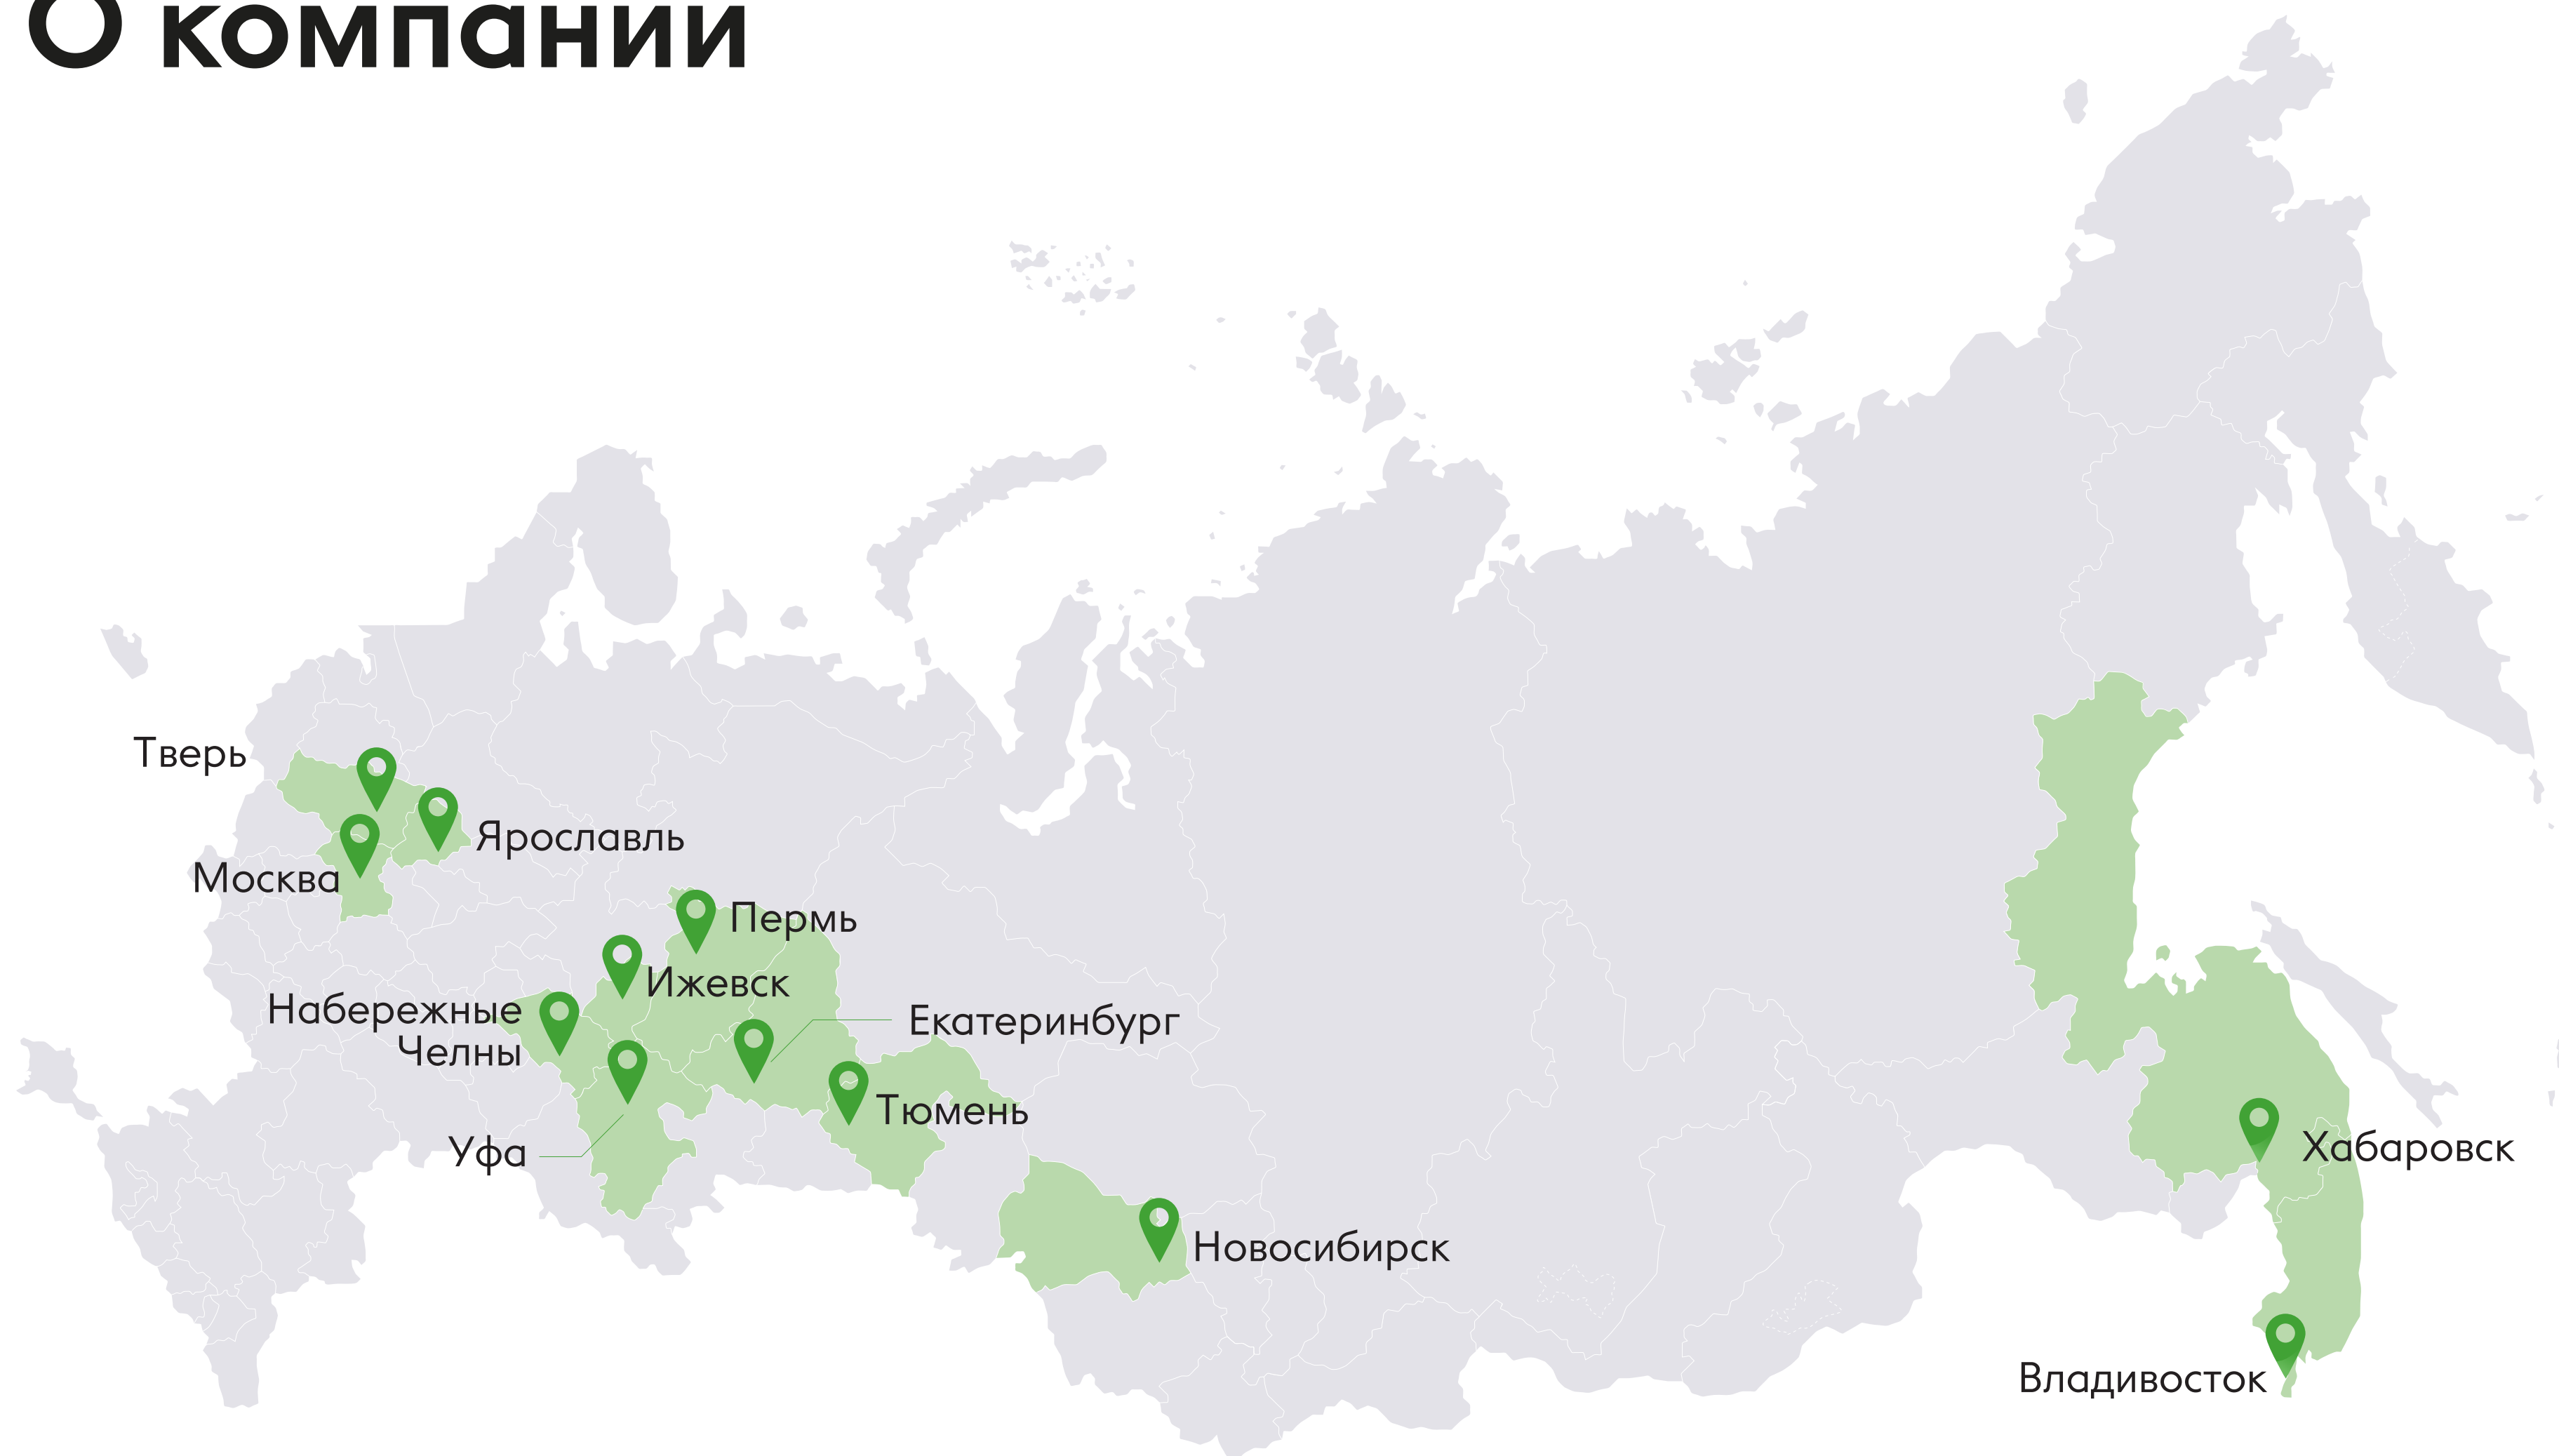 О компании
Тверь
Ярославль
Москва
Пермь
Ижевск
Набережные
Челны
Екатеринбург
Тюмень
Уфа
Хабаровск
Новосибирск
Владивосток